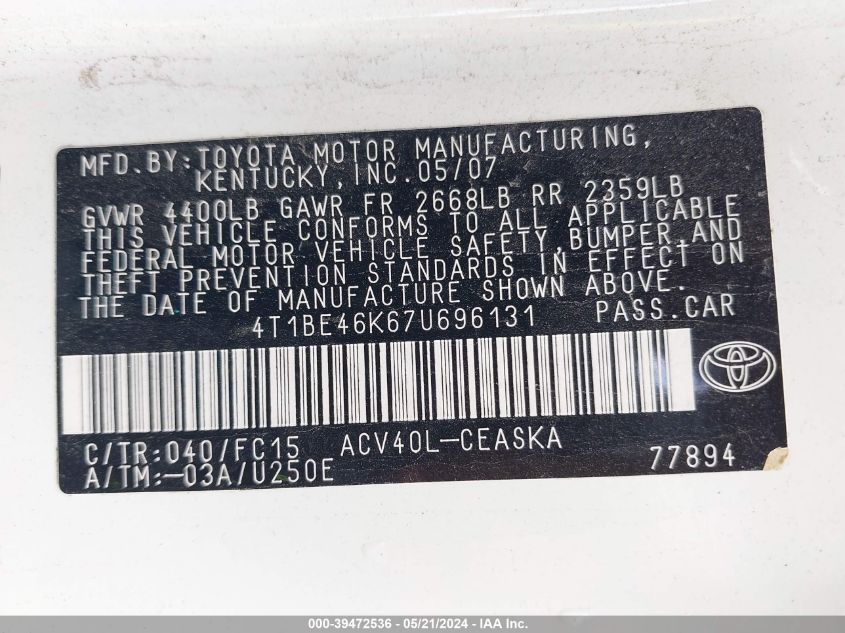 MFD.BY:TOYOTA MOTOR MANUFACTURING,
KENTUCKY,INC.05/07
GVWR 4400LB GAWR FR 2668LB RR 2359LB
THIS VEHICLE CONFORMS TO ALL APPLICABLE
FEDERAL MOTOR VEHICLE SAFETY,BUMPER,AND
THEFT PREVENTION STANDARDS IN EFFECT ON
THE DATE OF MANUFACTURE SHOWN ABOVE.
4T1BE46K67U696131 PASS.CAR
C/TR:040/FC15 ACV40L-CEASKA
A/TM:-03A/U250E 77894
000-39472536 - 05/21/2024 - IAA Inc.